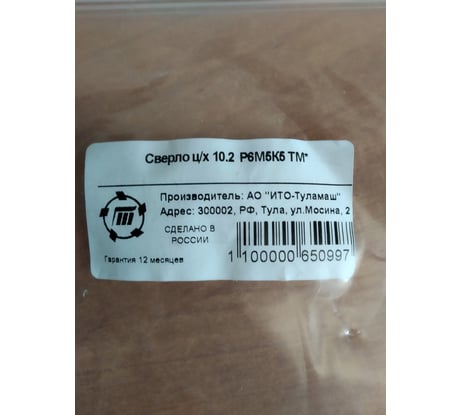 Сверло ц/х 10.2 Р6М5К5 ТМ*
Производитель: АО "ИТО-Туламаш"
Адрес: 300002, РФ, Тула, ул.Мосина, 2
СДЕЛАНО В
РОССИИ
Гарантия 12 месяцев
1 100000 650997